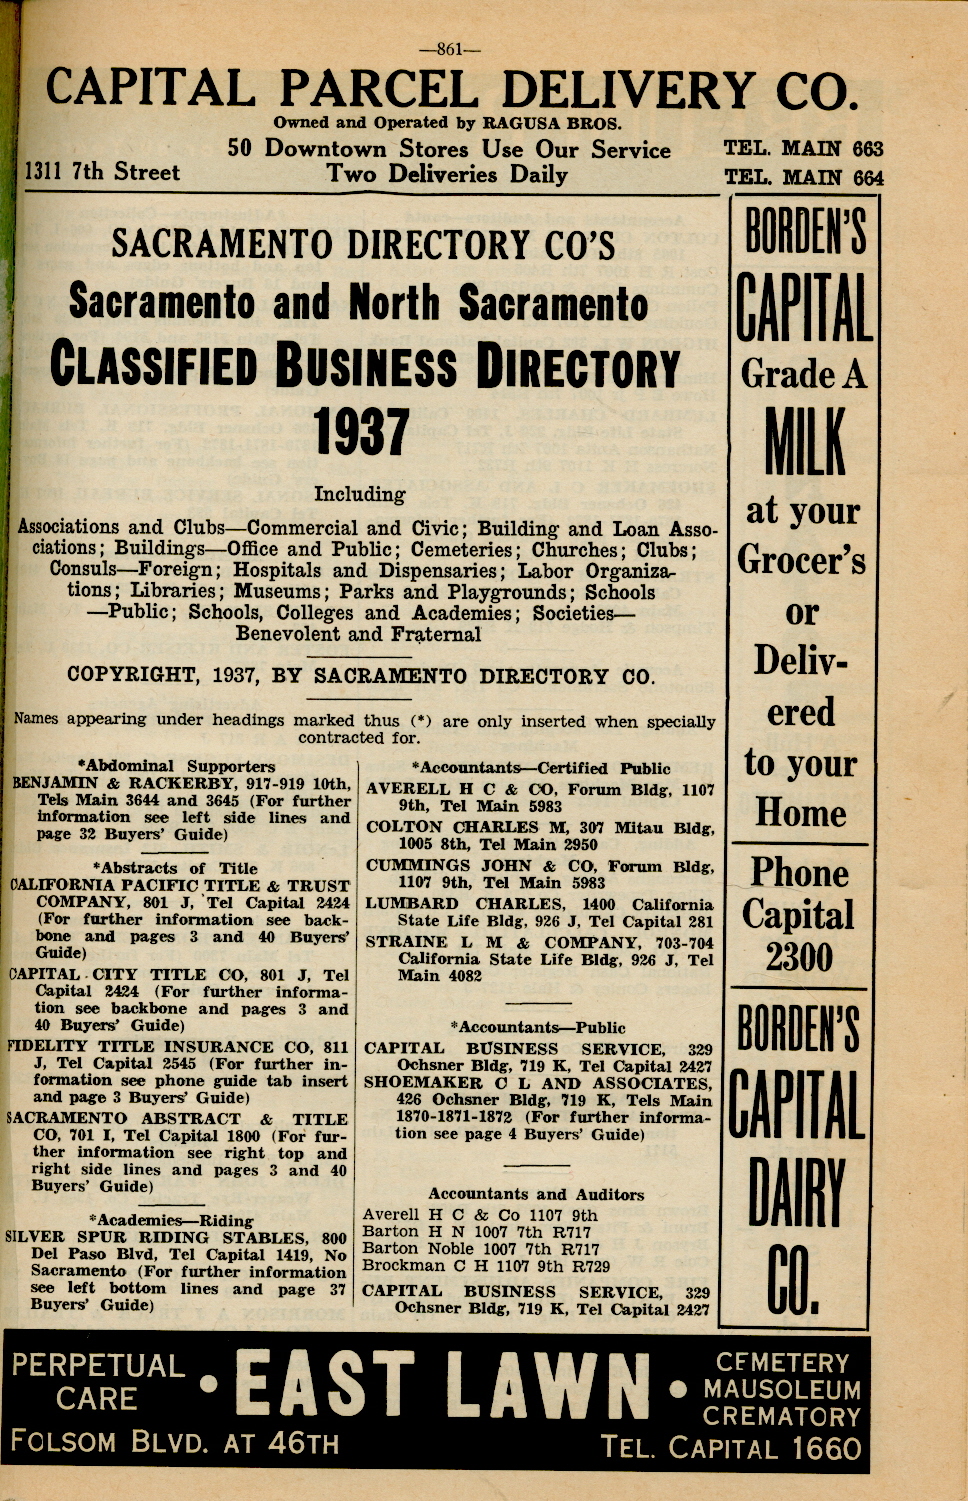 —861—
CAPITAL PARCEL DELIVERY CO.
Owned and Operated by RAGUSA BROS.
50 Downtown Stores Use Our Service
TEL. MAIN 663
1311 7th Street
Two Deliveries Daily
TEL. MAIN 664
SACRAMENTO DIRECTORY CO'S
Sacramento and North Sacramento
CLASSIFIED BUSINESS DIRECTORY
1937
Including
Associations and Clubs—Commercial and Civic; Building and Loan Asso-
ciations; Buildings—Office and Public; Cemeteries; Churches; Clubs;
Consuls—Foreign; Hospitals and Dispensaries; Labor Organiza-
tions; Libraries; Museums; Parks and Playgrounds; Schools
—Public; Schools, Colleges and Academies; Societies—
Benevolent and Fraternal
COPYRIGHT, 1937, BY SACRAMENTO DIRECTORY CO.
Names appearing under headings marked thus (*) are only inserted when specially
contracted for.
*Abdominal Supporters
BENJAMIN & RACKERBY, 917-919 10th,
Tels Main 3644 and 3645 (For further
information see left side lines and
page 32 Buyers' Guide)
*Abstracts of Title
CALIFORNIA PACIFIC TITLE & TRUST
COMPANY, 801 J, Tel Capital 2424
(For further information see back-
bone and pages 3 and 40 Buyers'
Guide)
CAPITAL CITY TITLE CO, 801 J, Tel
Capital 2424 (For further informa-
tion see backbone and pages 3 and
40 Buyers' Guide)
FIDELITY TITLE INSURANCE CO, 811
J, Tel Capital 2545 (For further in-
formation see phone guide tab insert
and page 3 Buyers' Guide)
SACRAMENTO ABSTRACT & TITLE
CO, 701 I, Tel Capital 1800 (For fur-
ther information see right top and
right side lines and pages 3 and 40
Buyers' Guide)
*Academies—Riding
SILVER SPUR RIDING STABLES, 800
Del Paso Blvd, Tel Capital 1419, No
Sacramento (For further information
see left bottom lines and page 37
Buyers' Guide)
*Accountants—Certified Public
AVERELL H C & CO, Forum Bldg, 1107
9th, Tel Main 5983
COLTON CHARLES M, 307 Mitau Bldg,
1005 8th, Tel Main 2950
CUMMINGS JOHN & CO, Forum Bldg,
1107 9th, Tel Main 5983
LUMBARD CHARLES, 1400 California
State Life Bldg, 926 J, Tel Capital 281
STRAINE L M & COMPANY, 703-704
California State Life Bldg, 926 J, Tel
Main 4082
*Accountants—Public
CAPITAL BUSINESS SERVICE, 329
Ochsner Bldg, 719 K, Tel Capital 2427
SHOEMAKER C L AND ASSOCIATES,
426 Ochsner Bldg, 719 K, Tels Main
1870-1871-1872 (For further informa-
tion see page 4 Buyers' Guide)
Accountants and Auditors
Averell H C & Co 1107 9th
Barton H N 1007 7th R717
Barton Noble 1007 7th R717
Brockman C H 1107 9th R729
CAPITAL BUSINESS SERVICE, 329
Ochsner Bldg, 719 K, Tel Capital 2427
BORDEN'S
CAPITAL
Grade A
MILK
at your
Grocer's
or
Deliv-
ered
to your
Home
Phone
Capital
2300
BORDEN'S
CAPITAL
DAIRY
CO.
PERPETUAL
CARE
• EAST LAWN •
CEMETERY
MAUSOLEUM
CREMATORY
FOLSOM BLVD. AT 46TH
TEL. CAPITAL 1660